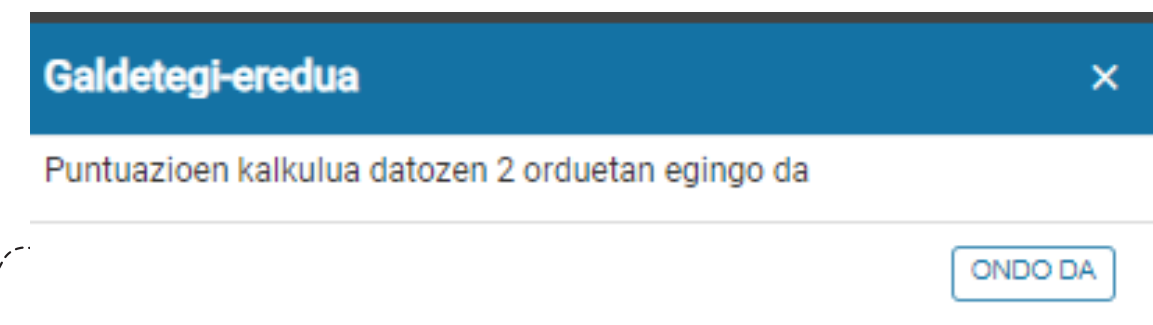 Galdetegi-eredua
Puntuazioen kalkulua datozen 2 orduetan egingo da
ONDO DA